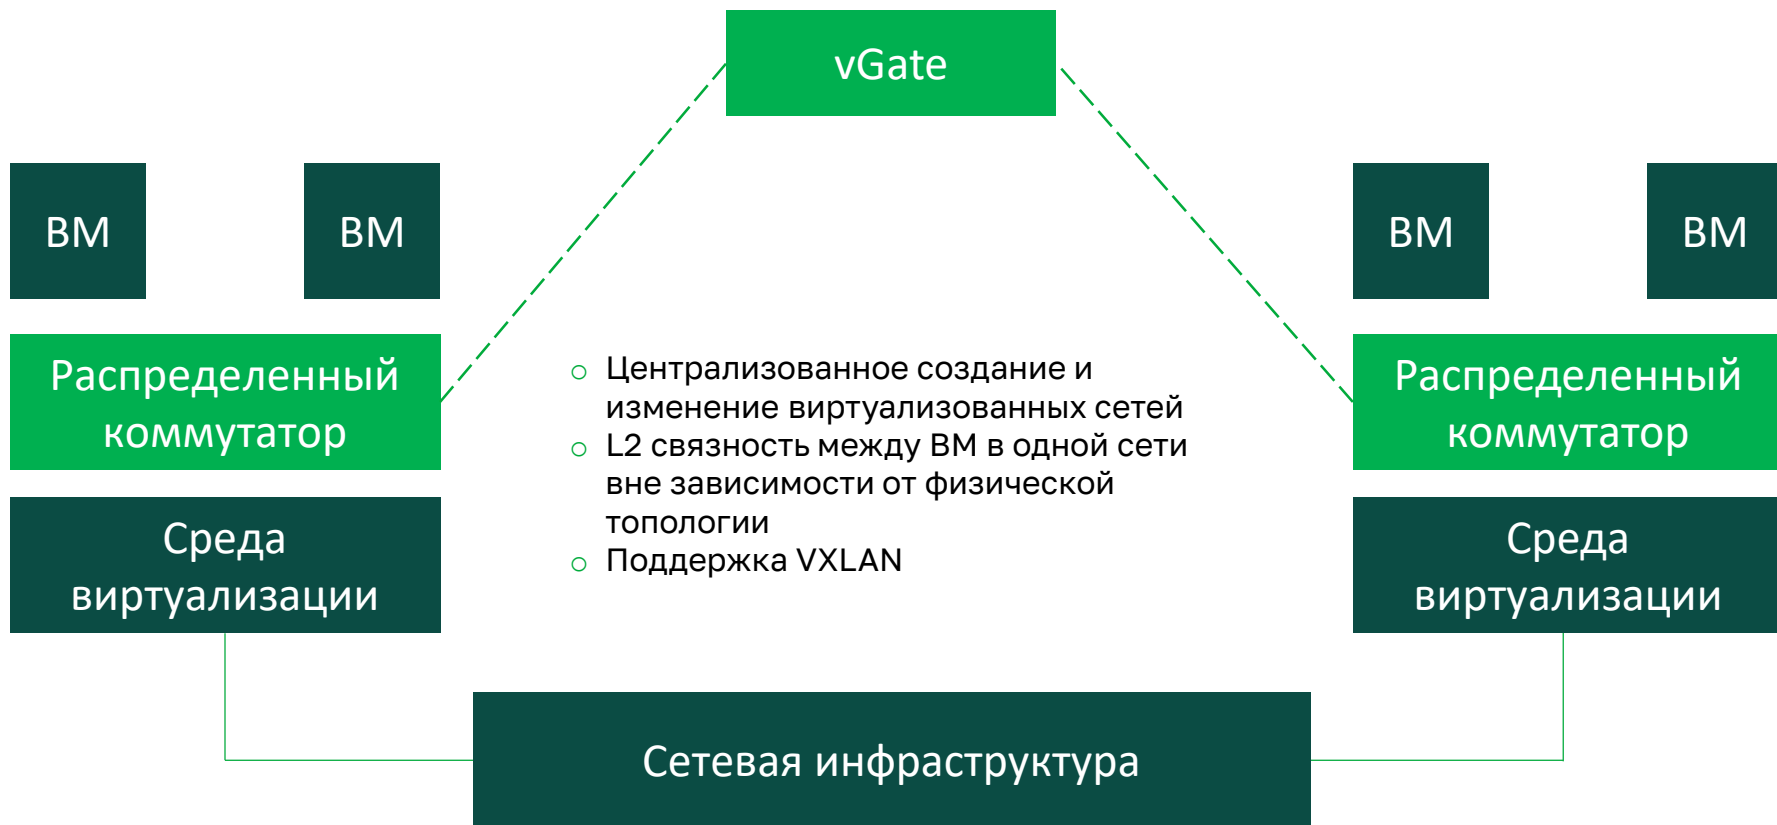 vGate
ВМ
ВМ
ВМ
ВМ
Распределенный
коммутатор
Централизованное создание и
изменение виртуализованных сетей
L2 связность между ВМ в одной сети
вне зависимости от физической
топологии
Поддержка VXLAN
Распределенный
коммутатор
Среда
виртуализации
Среда
виртуализации
Сетевая инфраструктура